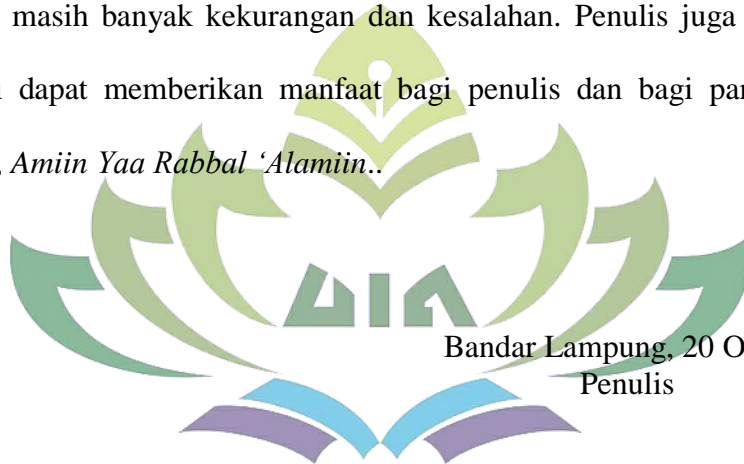 masih banyak kekurangan dan kesalahan. Penulis juga
dapat memberikan manfaat bagi penulis dan bagi
Amiin Yaa Rabbal ‘Alamiin..
UIN
Bandar Lampung, 20
Penulis